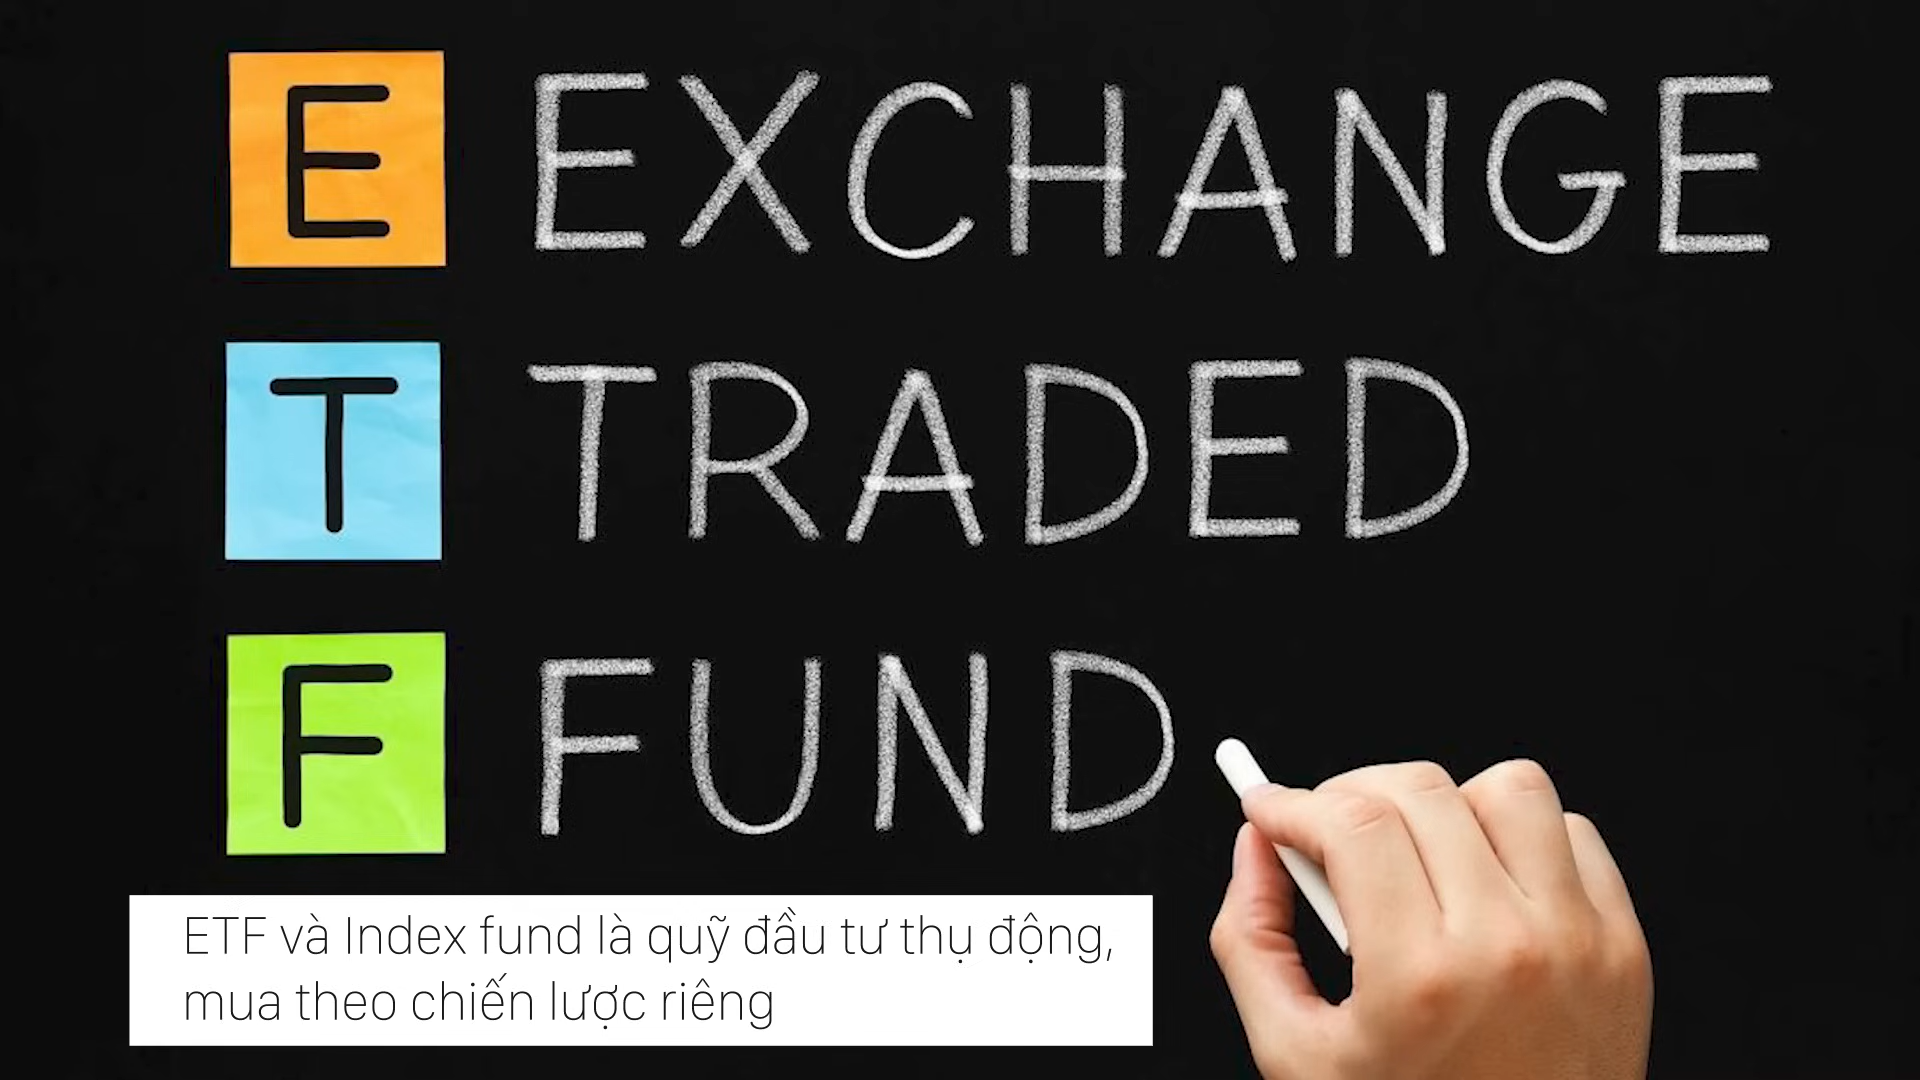 E EXCHANGE
T TRADED
F FUND
ETF và Index fund là quỹ đầu tư thụ động,
mua theo chiến lược riêng